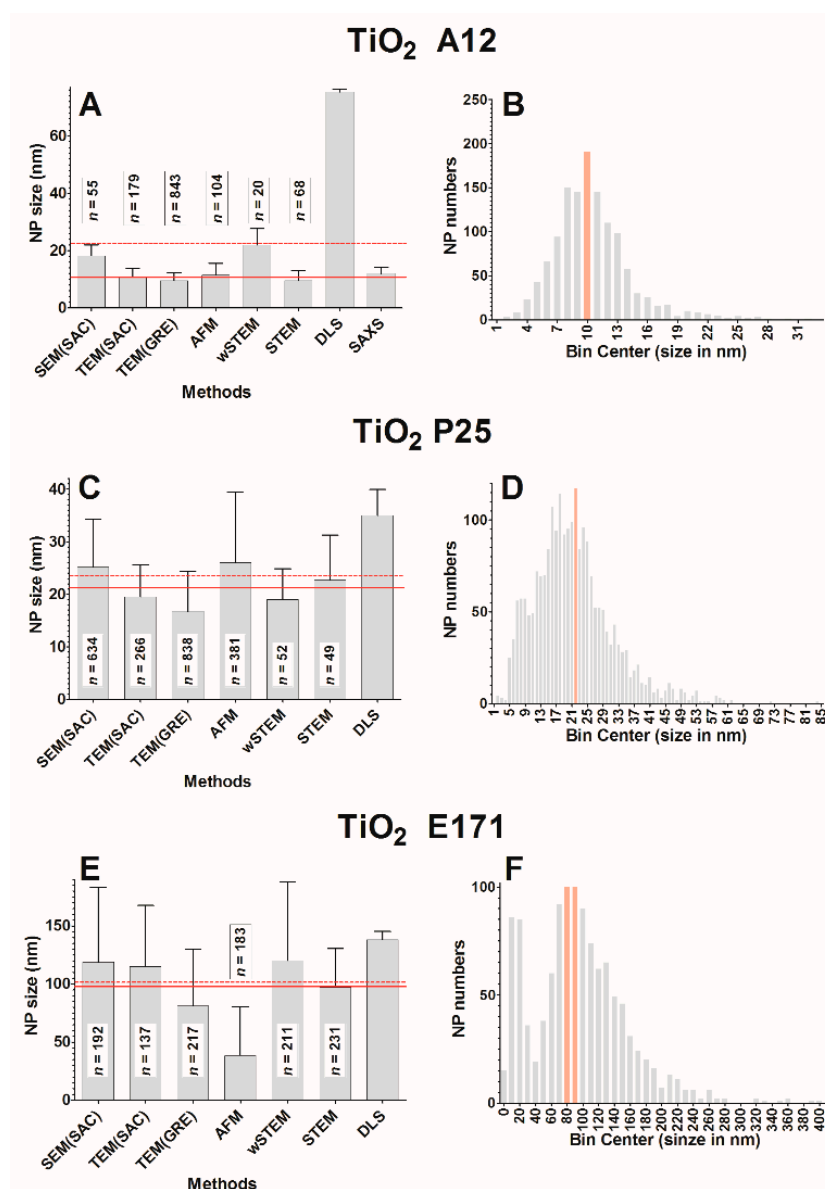 TiO2 A12
A
NP size (nm)
60
40
20
0
n = 55
n = 179
n = 843
n = 104
n = 20
n = 68
SEM(SAC)
TEM(SAC)
TEM(GRE)
AFM
wSTEM
STEM
DLS
SAXS
Methods
B
NP numbers
250
200
150
100
50
0
1 4 7 10 13 16 19 22 25 28 31
Bin Center (size in nm)
TiO2 P25
C
NP size (nm)
40
30
20
10
0
n = 634
n = 266
n = 838
n = 381
n = 52
n = 49
SEM(SAC)
TEM(SAC)
TEM(GRE)
AFM
wSTEM
STEM
DLS
Methods
D
NP numbers
100
50
0
1 5 9 13 17 21 25 29 33 37 41 45 49 53 57 61 65 69 73 77 81 85
Bin Center (size in nm)
TiO2 E171
E
NP size (nm)
150
100
50
0
n = 192
n = 137
n = 217
n = 183
n = 211
n = 231
SEM(SAC)
TEM(SAC)
TEM(GRE)
AFM
wSTEM
STEM
DLS
Methods
F
NP numbers
100
50
0
0 20 40 60 80 100 120 140 160 180 200 220 240 260 280 300 320 340 360 380 400
Bin Center (sinze in nm)